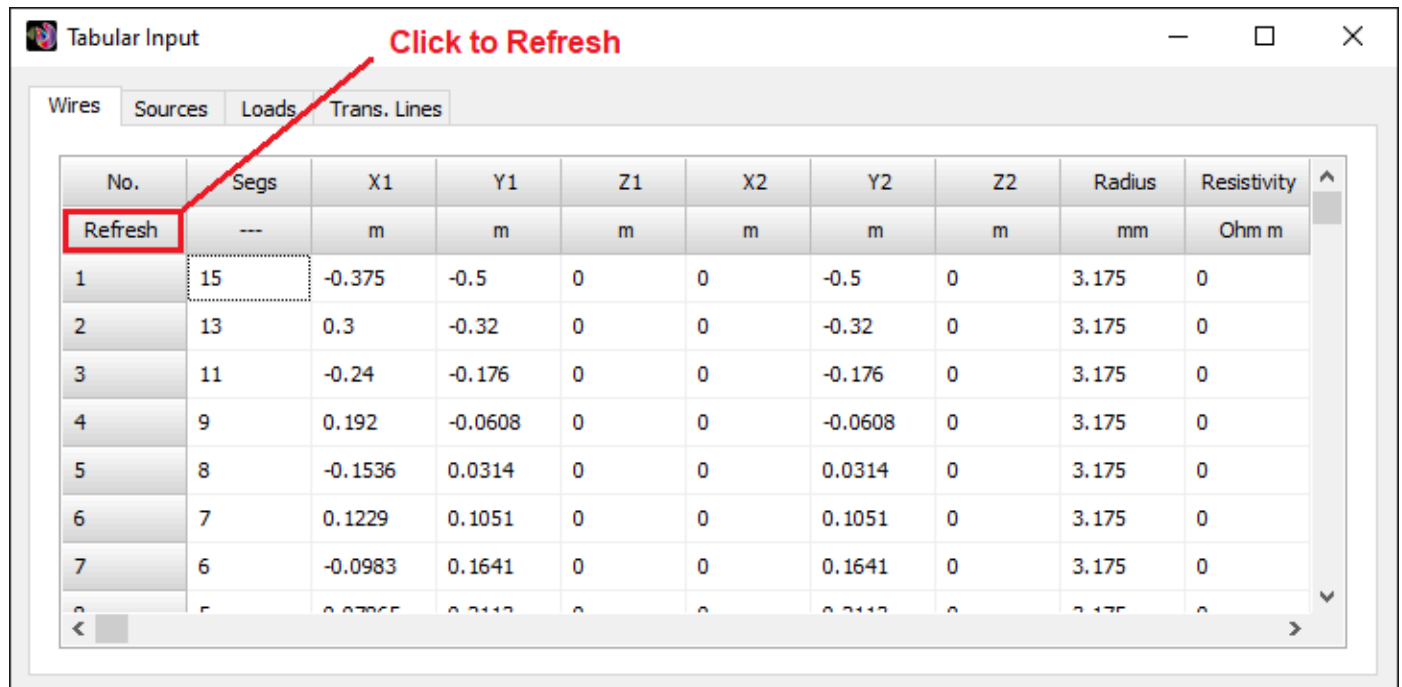 Tabular Input
Click to Refresh
Wires Sources Loads Trans. Lines
No. Segs X1 Y1 Z1 X2 Y2 Z2 Radius Resistivity
Refresh --- m m m m m m mm Ohm m
1 15 -0.375 -0.5 0 0 -0.5 0 3.175 0
2 13 0.3 -0.32 0 0 -0.32 0 3.175 0
3 11 -0.24 -0.176 0 0 -0.176 0 3.175 0
4 9 0.192 -0.0608 0 0 -0.0608 0 3.175 0
5 8 -0.1536 0.0314 0 0 0.0314 0 3.175 0
6 7 0.1229 0.1051 0 0 0.1051 0 3.175 0
7 6 -0.0983 0.1641 0 0 0.1641 0 3.175 0